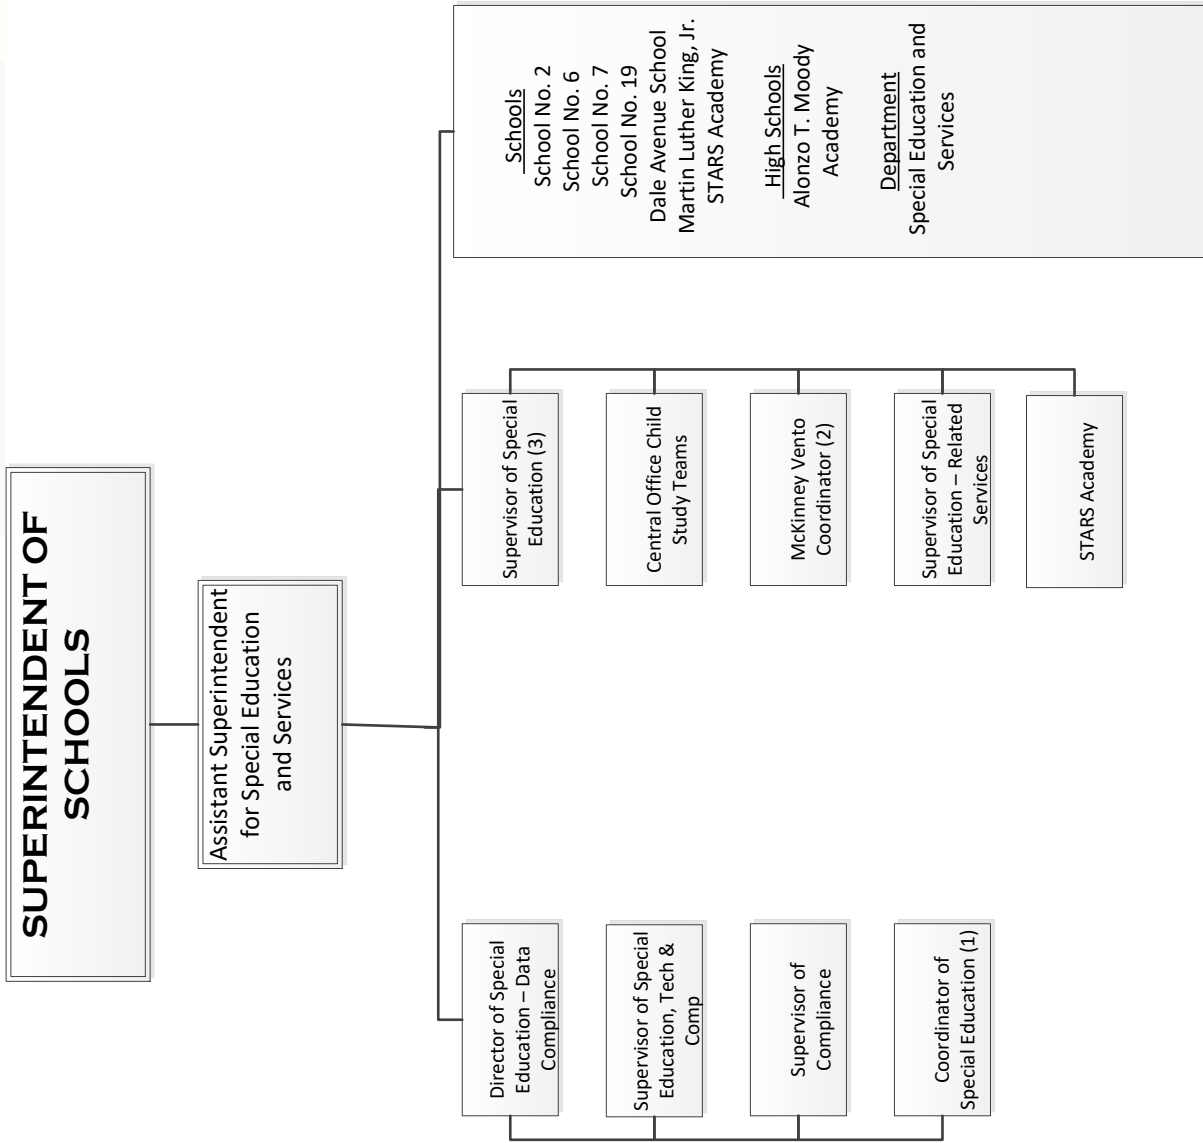 SUPERINTENDENT OF
SCHOOLS
Assistant Superintendent
for Special Education
and Services
Director of Special
Education – Data
Compliance
Supervisor of Special
Education, Tech &
Comp
Supervisor of
Compliance
Coordinator of
Special Education (1)
Supervisor of Special
Education (3)
Central Office Child
Study Teams
McKinney Vento
Coordinator (2)
Supervisor of Special
Education – Related
Services
STARS Academy
Schools
School No. 2
School No. 6
School No. 7
School No. 19
Dale Avenue School
Martin Luther King, Jr.
STARS Academy
High Schools
Alonzo T. Moody
Academy
Department
Special Education and
Services